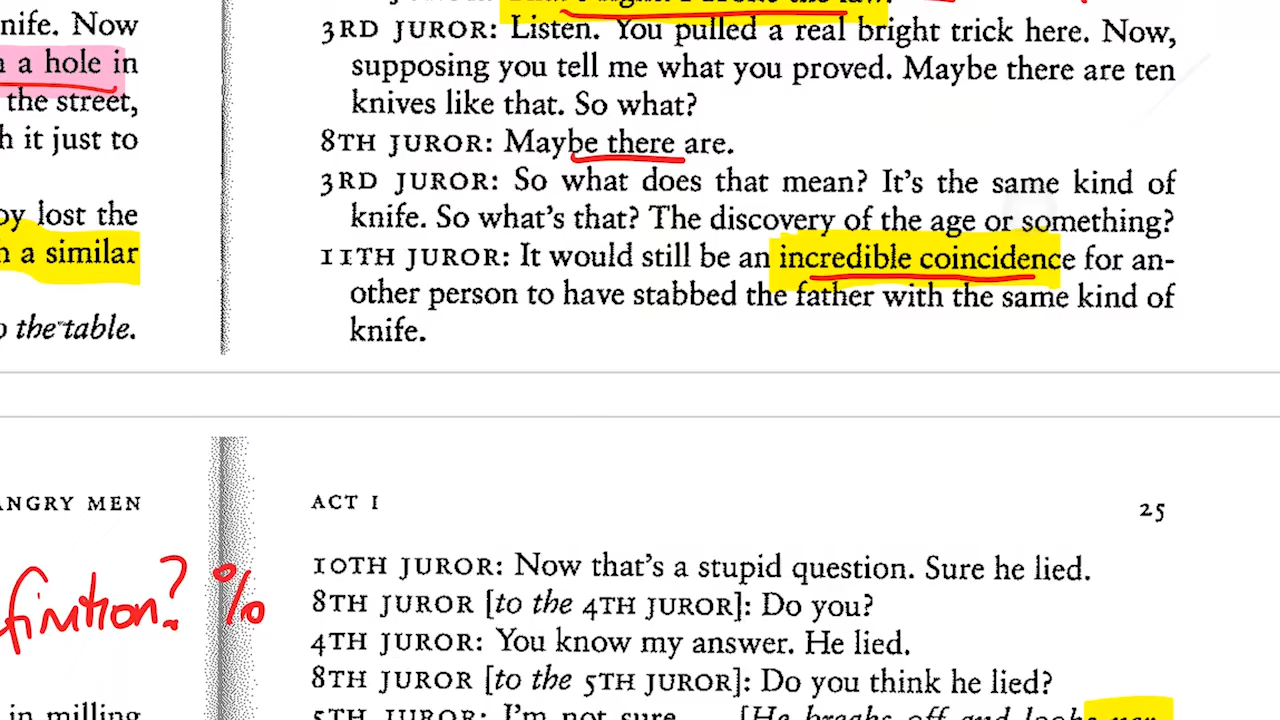 knife. Now
a hole in
the street,
it just to
lost the
a similar
the table.
3RD JUROR: Listen. You pulled a real bright trick here. Now,
supposing you tell me what you proved. Maybe there are ten
knives like that. So what?
8TH JUROR: Maybe there are.
3RD JUROR: So what does that mean? It's the same kind of
knife. So what's that? The discovery of the age or something?
11TH JUROR: It would still be an incredible coincidence for an-
other person to have stabbed the father with the same kind of
knife.
ANGRY MEN
%
in milling
ACT I
25
10TH JUROR: Now that's a stupid question. Sure he lied.
8TH JUROR [to the 4TH JUROR]: Do you?
4TH JUROR: You know my answer. He lied.
8TH JUROR [to the 5TH JUROR]: Do you think he lied?
5TH JUROR: I'm not sure. [He breaks off and looks